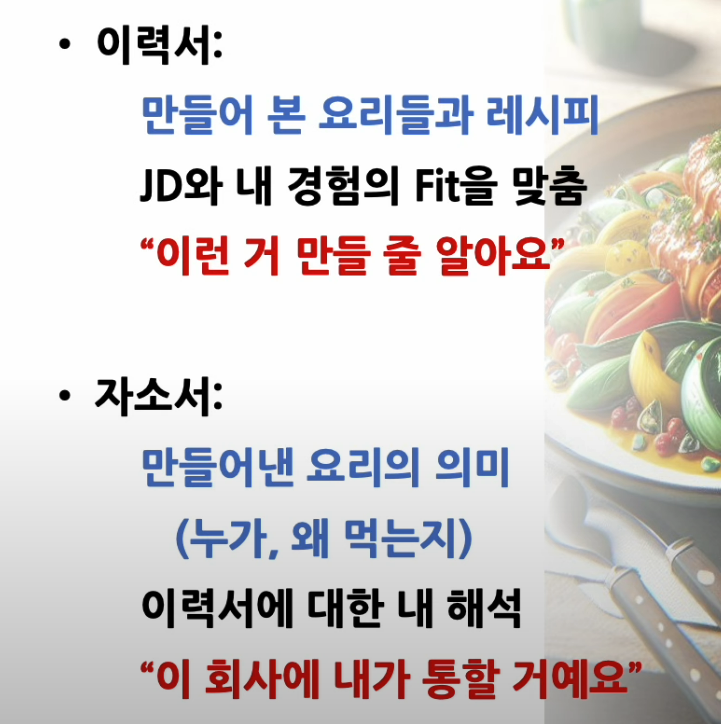 • 이력서:
만들어 본 요리들과 레시피
JD와 내 경험의 Fit을 맞춤
“이런 거 만들 줄 알아요”
• 자소서:
만들어낸 요리의 의미
(누가, 왜 먹는지)
이력서에 대한 내 해석
“이 회사에 내가 통할 거예요”